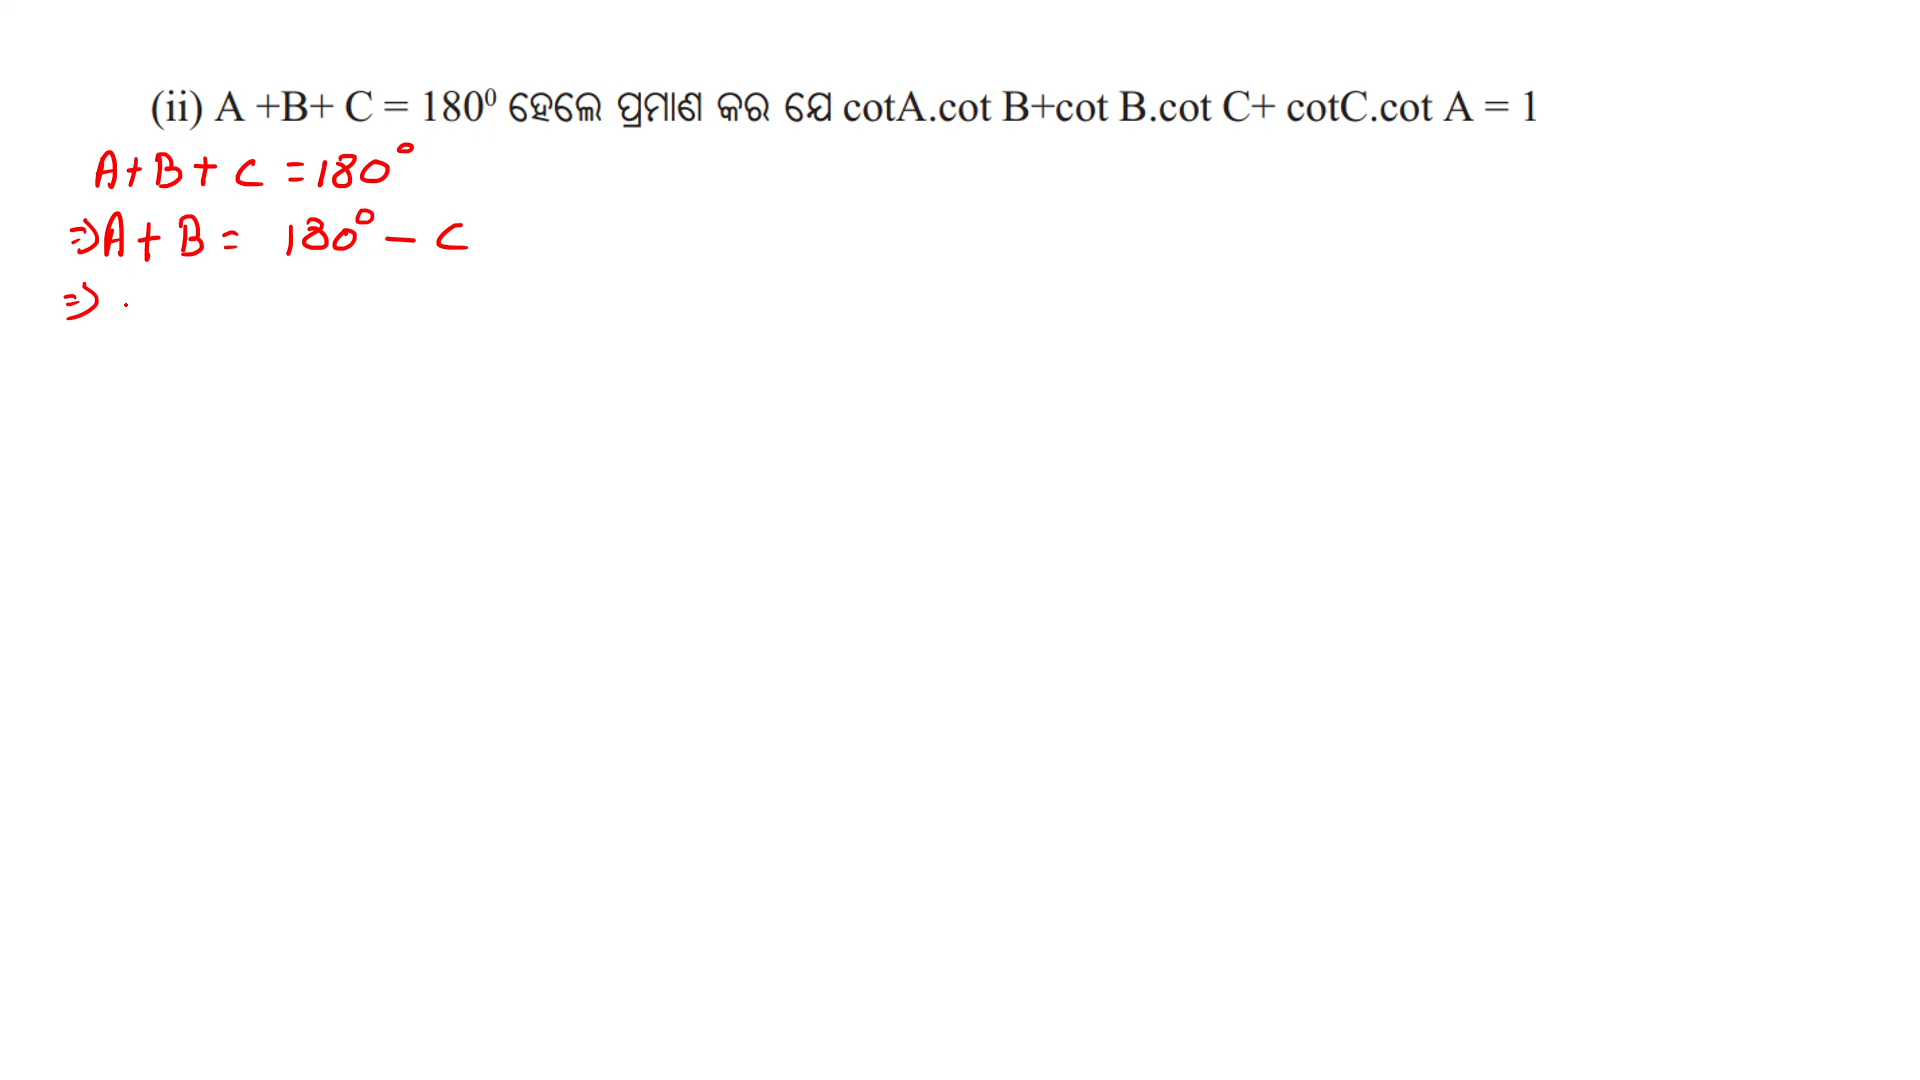 (ii) A +B+ C = 180⁰ ହେଲେ ପ୍ରମାଣ କର ଯେ cotA.cot B+cot B.cot C+ cotC.cot A = 1
A+B+C =180°
⇒A+B= 180°-C
⇒ .